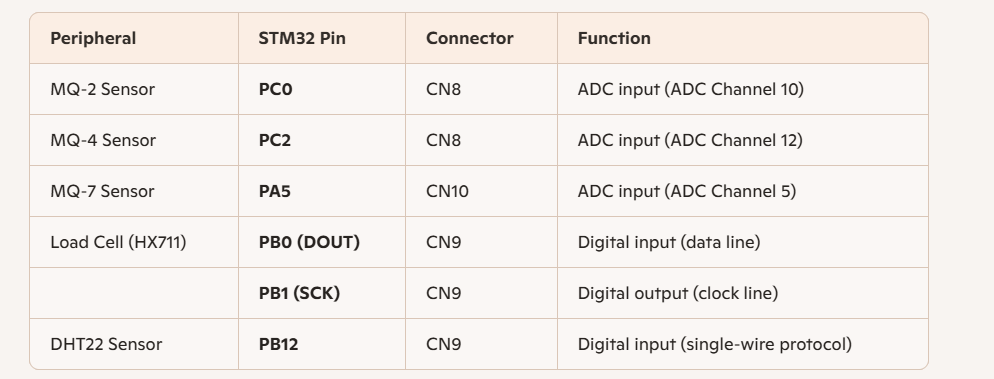 Peripheral STM32 Pin Connector Function
MQ-2 Sensor PC0 CN8 ADC input (ADC Channel 10)
MQ-4 Sensor PC2 CN8 ADC input (ADC Channel 12)
MQ-7 Sensor PA5 CN10 ADC input (ADC Channel 5)
Load Cell (HX711) PB0 (DOUT) CN9 Digital input (data line)
PB1 (SCK) CN9 Digital output (clock line)
DHT22 Sensor PB12 CN9 Digital input (single-wire protocol)